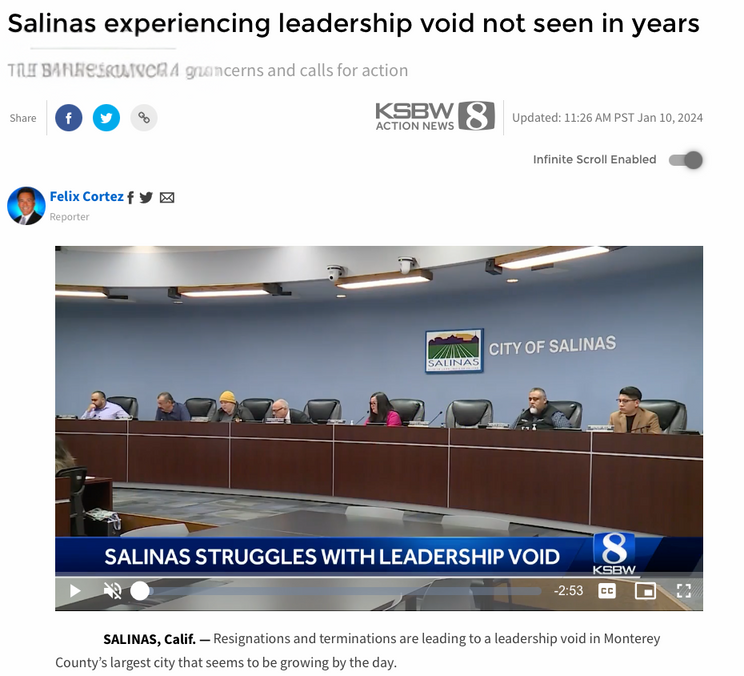 Salinas experiencing leadership void not seen in years
concerns and calls for action
Share
KSBW 8
ACTION NEWS
Updated: 11:26 AM PST Jan 10, 2024
Infinite Scroll Enabled
Felix Cortez
Reporter
SALINAS
CITY OF SALINAS
SALINAS STRUGGLES WITH LEADERSHIP VOID
8
KSBW
-2:53
CC
SALINAS, Calif. — Resignations and terminations are leading to a leadership void in Monterey
County’s largest city that seems to be growing by the day.